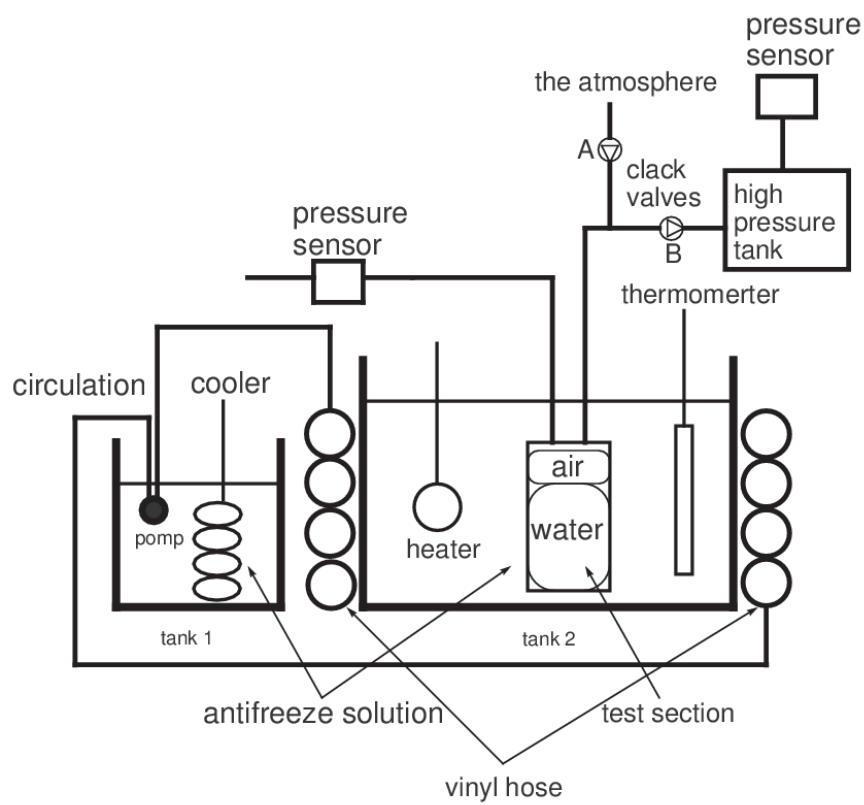 pressure
sensor
the atmosphere
A
clack
valves
high
pressure
tank
B
pressure
sensor
thermomerter
circulation
cooler
air
water
pump
heater
tank 1
tank 2
antifreeze solution
test section
vinyl hose